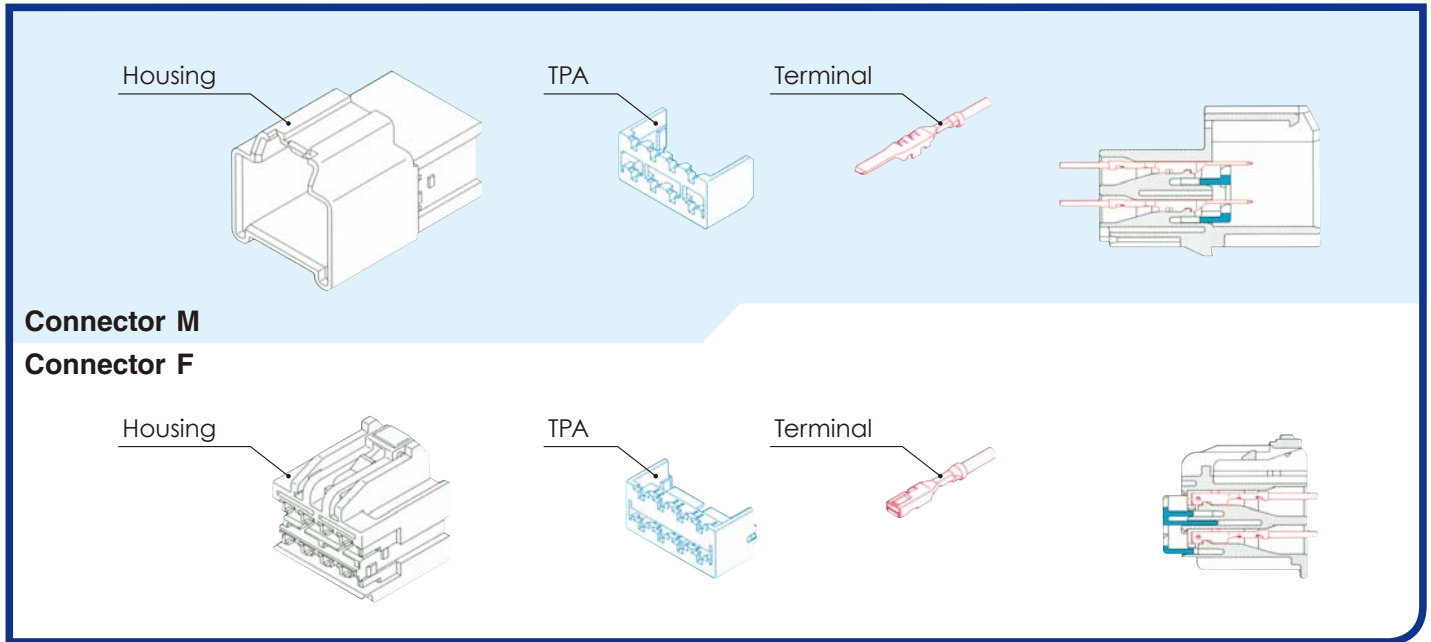 Housing
TPA
Terminal
Connector M
Connector F
Housing
TPA
Terminal